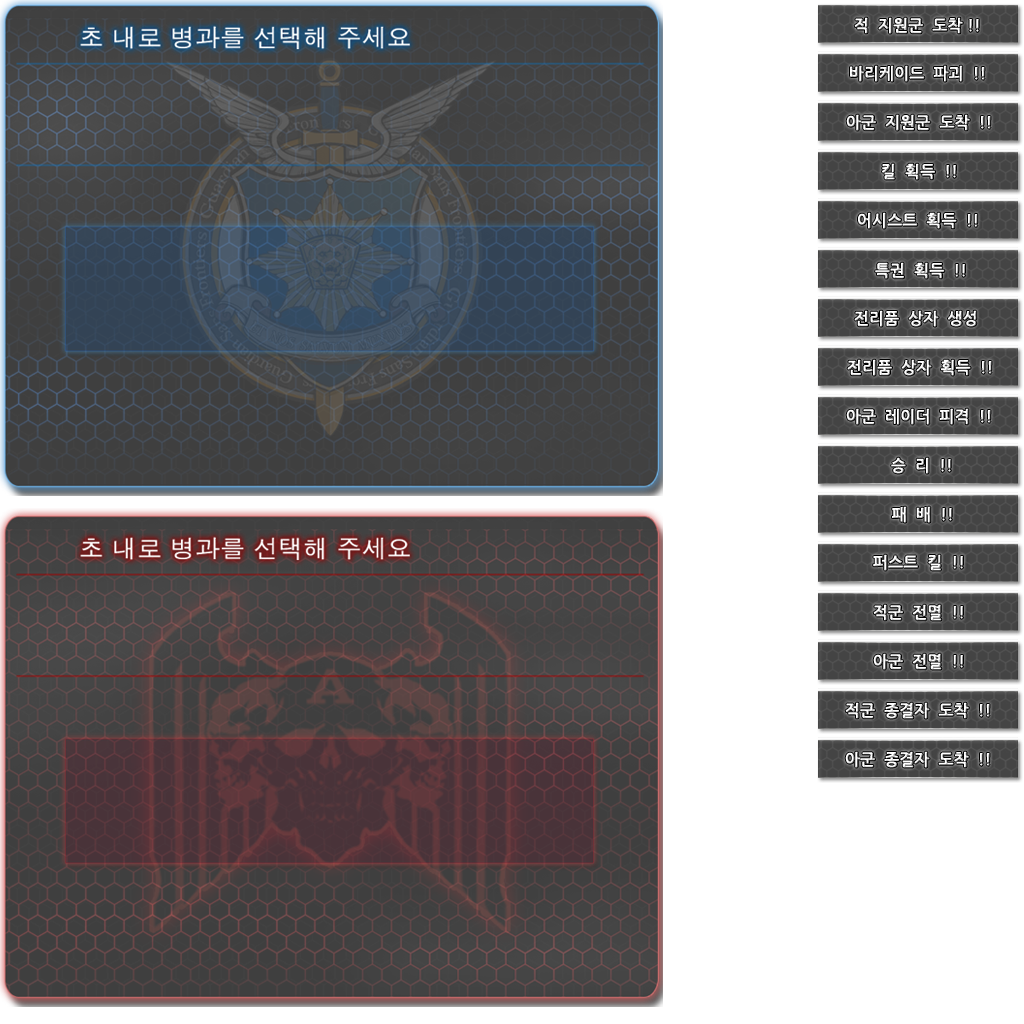 초 내로 병과를 선택해 주세요
초 내로 병과를 선택해 주세요
A
적 지원군 도착 !!
바리케이드 파괴 !!
아군 지원군 도착 !!
킬 획득 !!
어시스트 획득 !!
특권 획득 !!
전리품 상자 생성
전리품 상자 획득 !!
아군 레이더 피격 !!
승 리 !!
패 배 !!
퍼스트 킬 !!
적군 전멸 !!
아군 전멸 !!
적군 종결자 도착 !!
아군 종결자 도착 !!